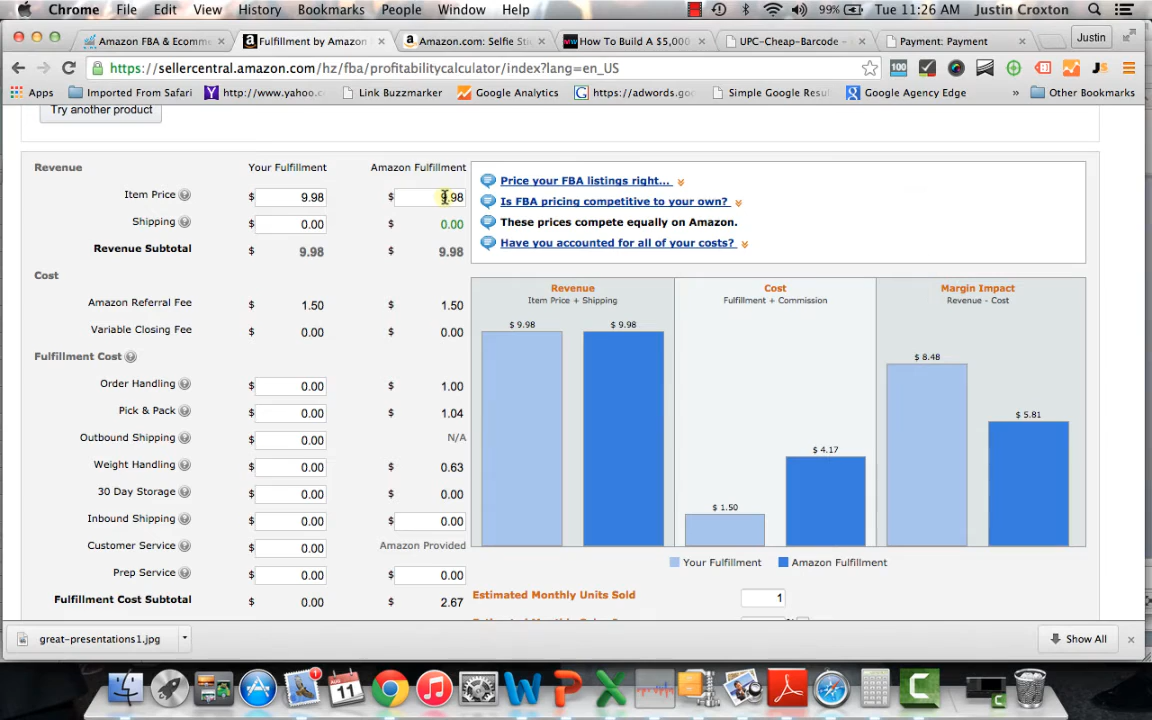 Chrome File Edit View History Bookmarks People Window Help 99% Tue 11:26 AM Justin Croxton
Amazon FBA & Ecomme × Fulfillment by Amazon × Amazon.com: Selfie Stic × How To Build A $5,000 × UPC-Cheap-Barcode - × Payment: Payment × Justin
https://sellercentral.amazon.com/hz/fba/profitabilitycalculator/index?lang=en_US 100
Apps Imported From Safari http://www.yahoo.c Link Buzzmarker Google Analytics https://adwords.go Simple Google Resul Google Agency Edge » Other Bookmarks
Try another product
Revenue Your Fulfillment Amazon Fulfillment
Item Price $ 9.98 $ 9.98
Shipping $ 0.00 0.00
Revenue Subtotal $ 9.98 $ 9.98
Cost
Amazon Referral Fee $ 1.50 $ 1.50
Variable Closing Fee $ 0.00 $ 0.00
Fulfillment Cost
Order Handling $ 0.00 $ 1.00
Pick & Pack $ 0.00 $ 1.04
Outbound Shipping $ 0.00 N/A
Weight Handling $ 0.00 $ 0.63
30 Day Storage $ 0.00 $ 0.00
Inbound Shipping $ 0.00 $ 0.00
Customer Service $ 0.00 Amazon Provided
Prep Service $ 0.00 $ 0.00
Fulfillment Cost Subtotal $ 0.00 $ 2.67
Price your FBA listings right...
Is FBA pricing competitive to your own?
These prices compete equally on Amazon.
Have you accounted for all of your costs?
Revenue Cost Margin Impact
Item Price + Shipping Fulfillment + Commission Revenue - Cost
$ 9.98 $ 9.98 $ 1.50 $ 4.17 $ 8.48 $ 5.81
Your Fulfillment Amazon Fulfillment
Estimated Monthly Units Sold 1
great-presentations1.jpg Show All ×
1
JUL
11